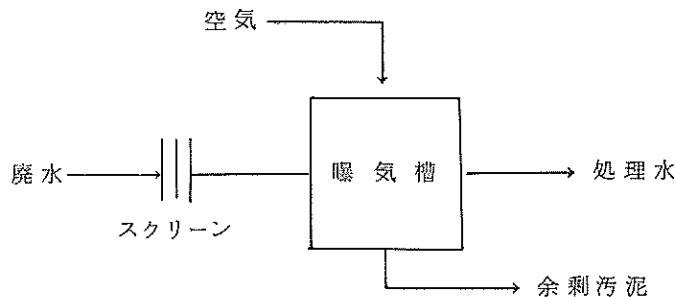 空気
廃水
曝気槽
処理水
スクリーン
余剰汚泥